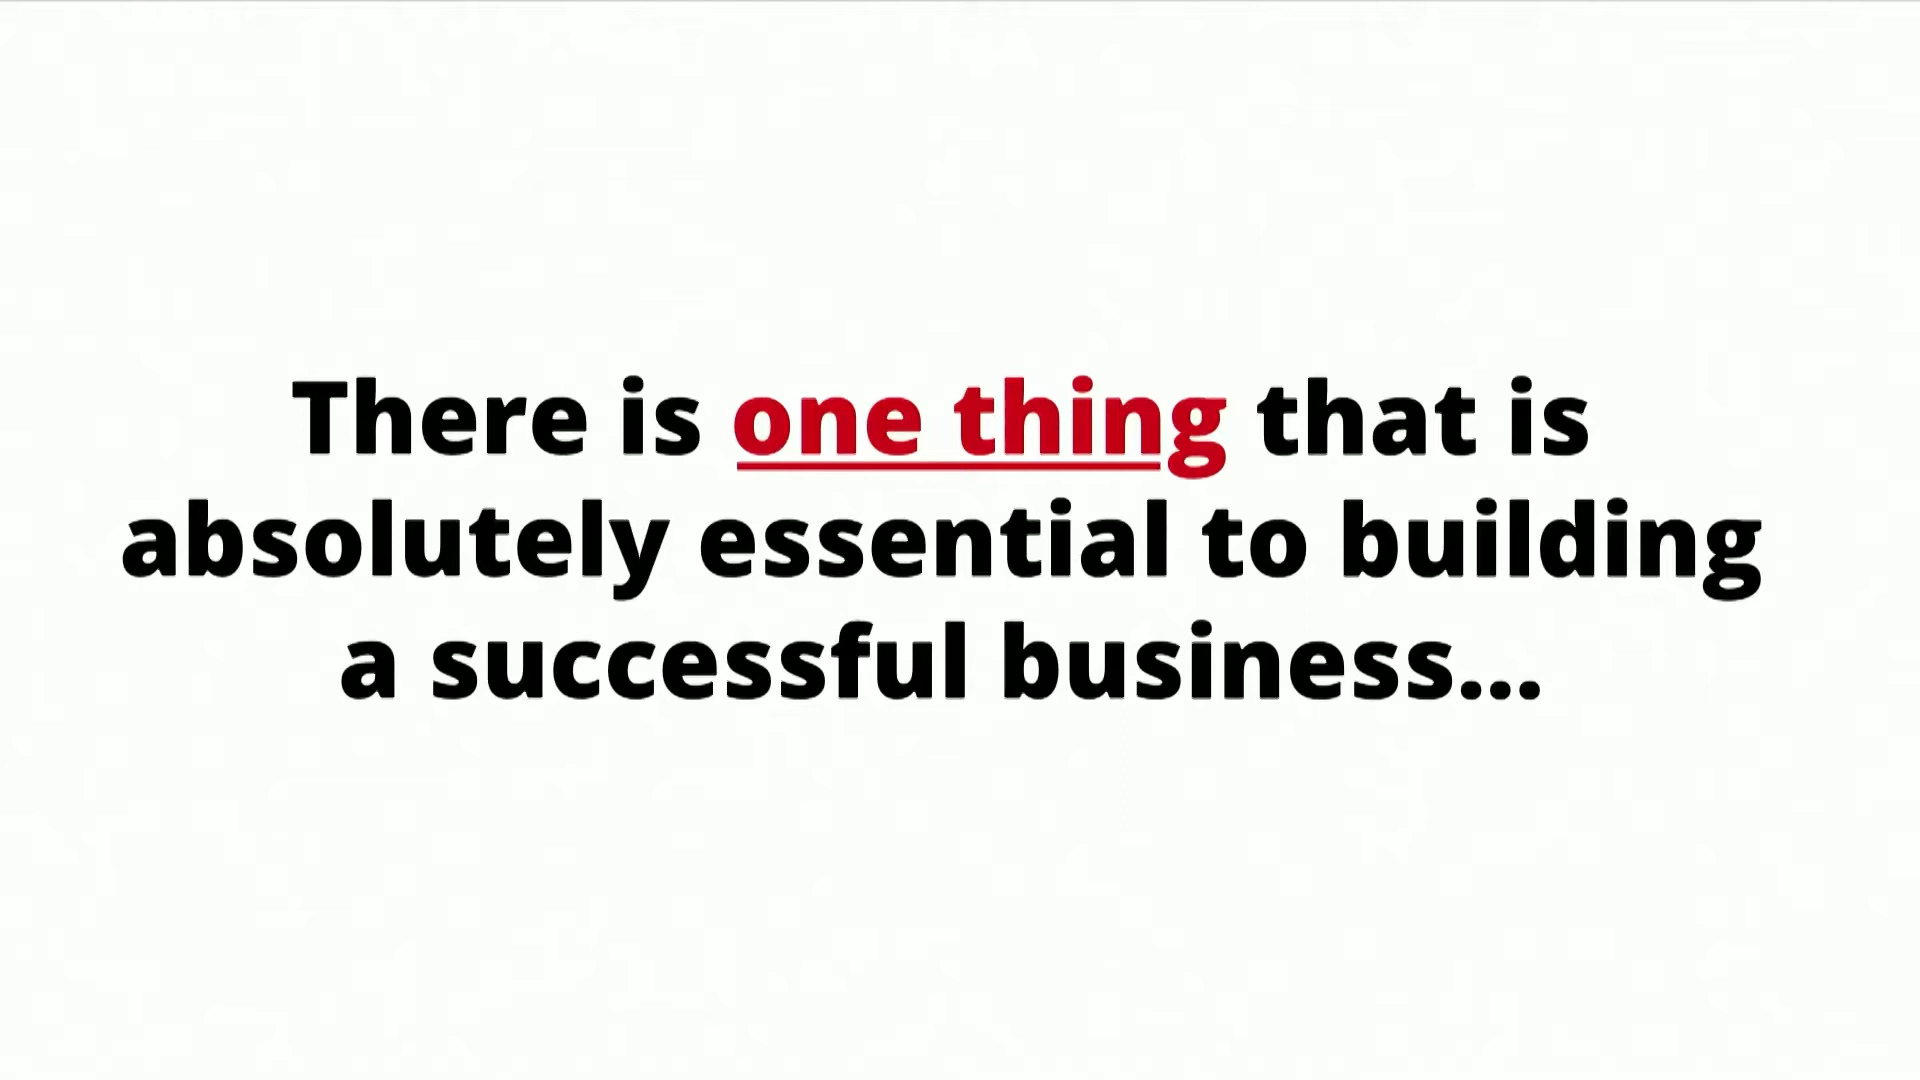 There is one thing that is
absolutely essential to building
a successful business...